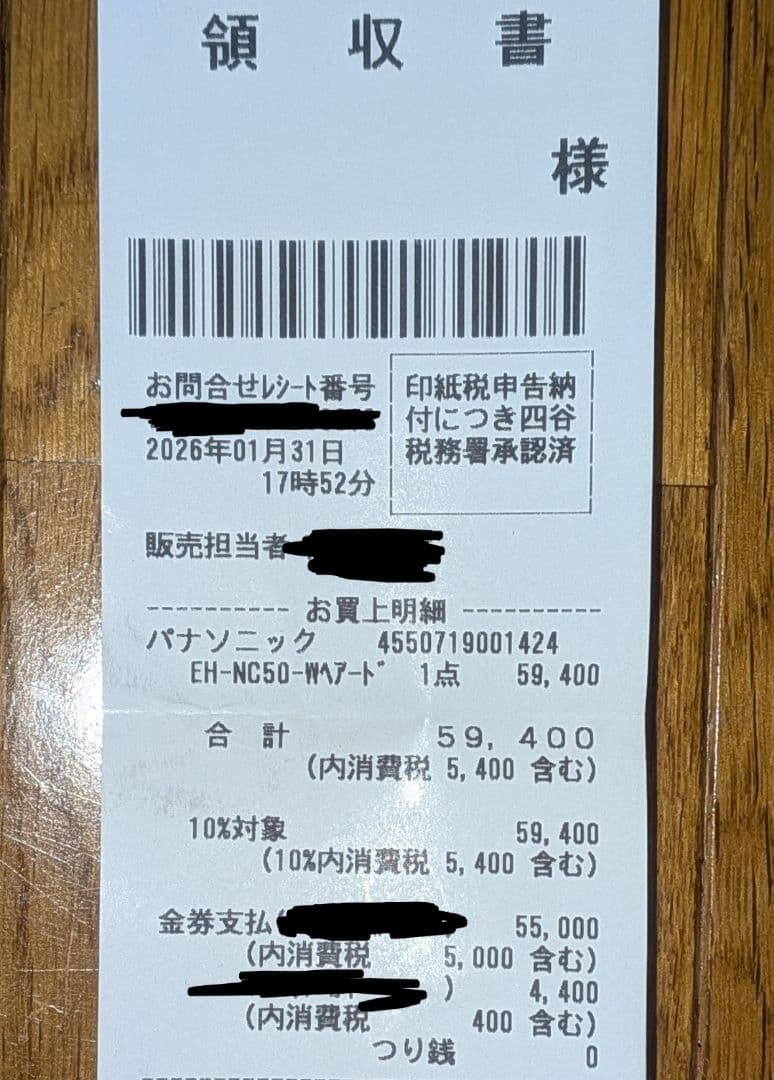 領収書
様
お問合せレシート番号
2026年01月31日
17時52分
印紙税申告納
付につき四谷
税務署承認済
販売担当者
---------- お買上明細 ----------
パナソニック 4550719001424
EH-NC50-Wヘアード 1点 59,400
合計 59,400
(内消費税 5,400 含む)
10%対象 59,400
(10%内消費税 5,400 含む)
金券支払( 55,000
(内消費税 5,000 含む)
) 4,400
(内消費税 400 含む)
つり銭 0